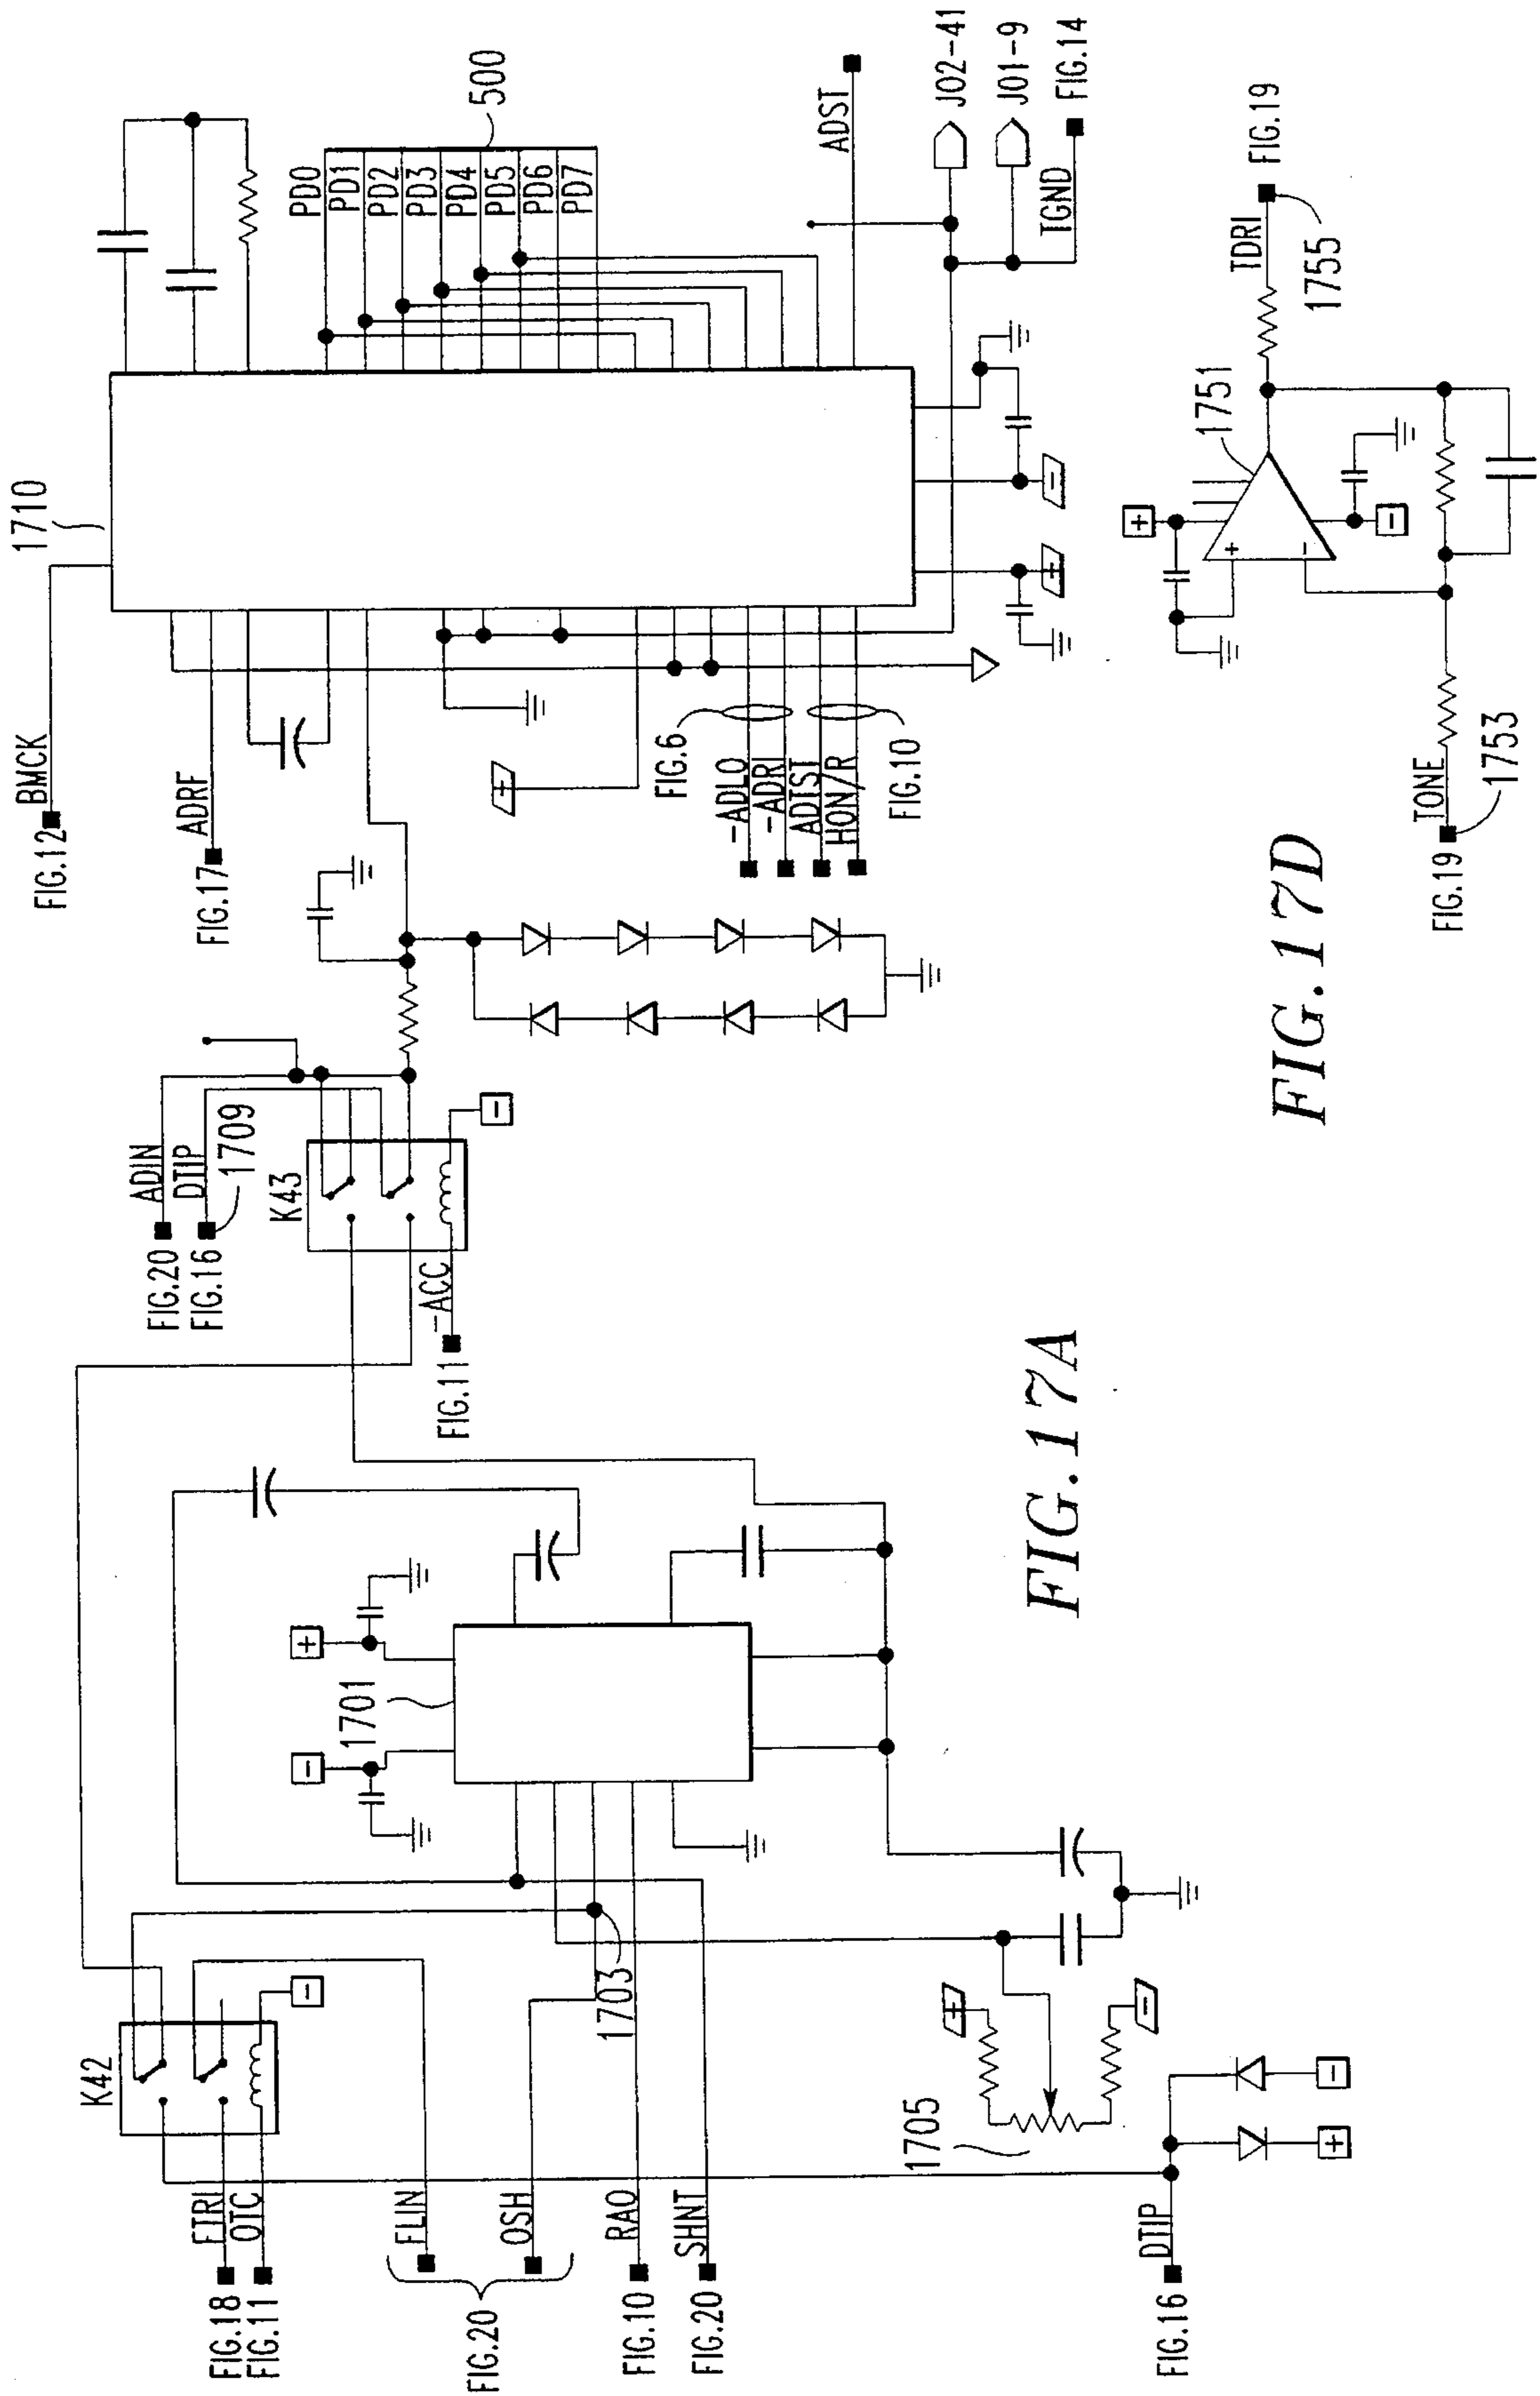 FIG.18
FTRI
FIG.11
OTC
K42
-
FLIN
OSH
FIG.20
FIG.10
RAO
FIG.20
SHNT
1703
-
+
1701
FIG.16
DTIP
1705
+
-
-
+
FIG.20
ADIN
FIG.16
DTIP
1709
K43
-
FIG.11
-ACC
FIG.12
BMCK
FIG.17
ADRF
1710
+
FIG.6
-ADLO
-ADRI
ADTST
HON/R
FIG.10
+
-
PD0
PD1
PD2
PD3
PD4
PD5
PD6
PD7
500
ADST
J02-41
J01-9
TGND
FIG.14
FIG.17A
FIG.19
TONE
1753
+
+
-
-
1751
TDRI
FIG.19
1755
FIG.17D